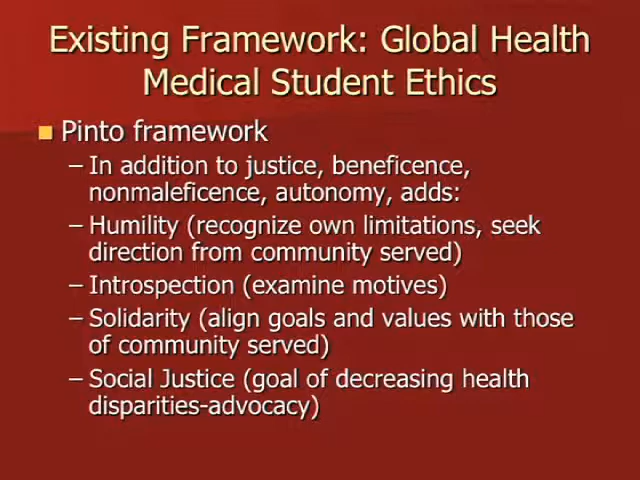 Existing Framework: Global Health
Medical Student Ethics
Pinto framework
– In addition to justice, beneficence,
nonmaleficence, autonomy, adds:
– Humility (recognize own limitations, seek
direction from community served)
– Introspection (examine motives)
– Solidarity (align goals and values with those
of community served)
– Social Justice (goal of decreasing health
disparities-advocacy)